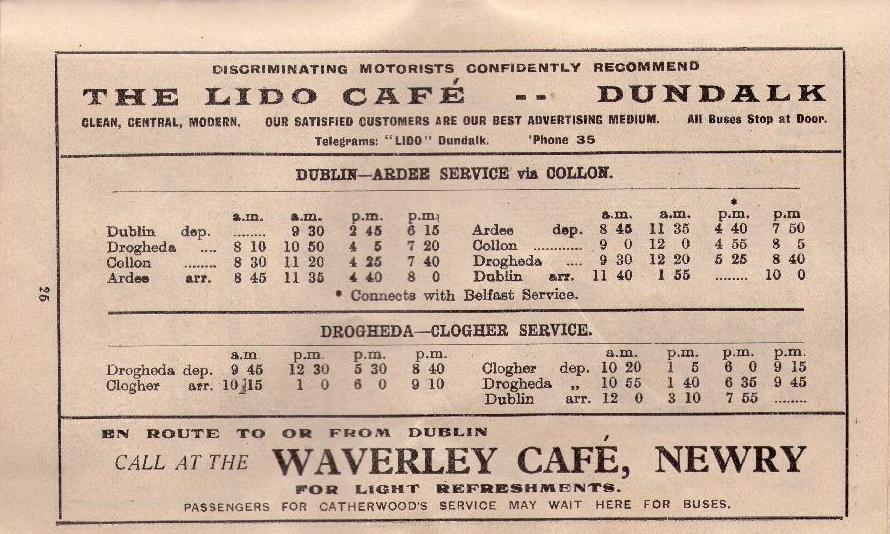 DISCRIMINATING MOTORISTS CONFIDENTLY RECOMMEND
THE LIDO CAFÉ -- DUNDALK
CLEAN, CENTRAL, MODERN. OUR SATISFIED CUSTOMERS ARE OUR BEST ADVERTISING MEDIUM. All Buses Stop at Door.
Telegrams: "LIDO" Dundalk. 'Phone 35
DUBLIN—ARDEE SERVICE via COLLON.
a.m. a.m. p.m. p.m.
Dublin dep. ........ 9 30 2 45 6 15
Drogheda .... 8 10 10 50 4 5 7 20
Collon ........ 8 30 11 20 4 25 7 40
Ardee arr. 8 45 11 35 4 40 8 0
*
a.m. a.m. p.m. p.m
Ardee dep. 8 45 11 35 4 40 7 50
Collon ............ 9 0 12 0 4 55 8 5
Drogheda .... 9 30 12 20 5 25 8 40
Dublin arr. 11 40 1 55 ........ 10 0
* Connects with Belfast Service.
26
DROGHEDA—CLOGHER SERVICE.
a.m p.m. p.m. p.m.
Drogheda dep. 9 45 12 30 5 30 8 40
Clogher arr. 10 15 1 0 6 0 9 10
a.m. p.m. p.m. p.m.
Clogher dep. 10 20 1 5 6 0 9 15
Drogheda „ 10 55 1 40 6 35 9 45
Dublin arr. 12 0 3 10 7 55 ........
EN ROUTE TO OR FROM DUBLIN
CALL AT THE WAVERLEY CAFÉ, NEWRY
FOR LIGHT REFRESHMENTS.
PASSENGERS FOR CATHERWOOD'S SERVICE MAY WAIT HERE FOR BUSES.